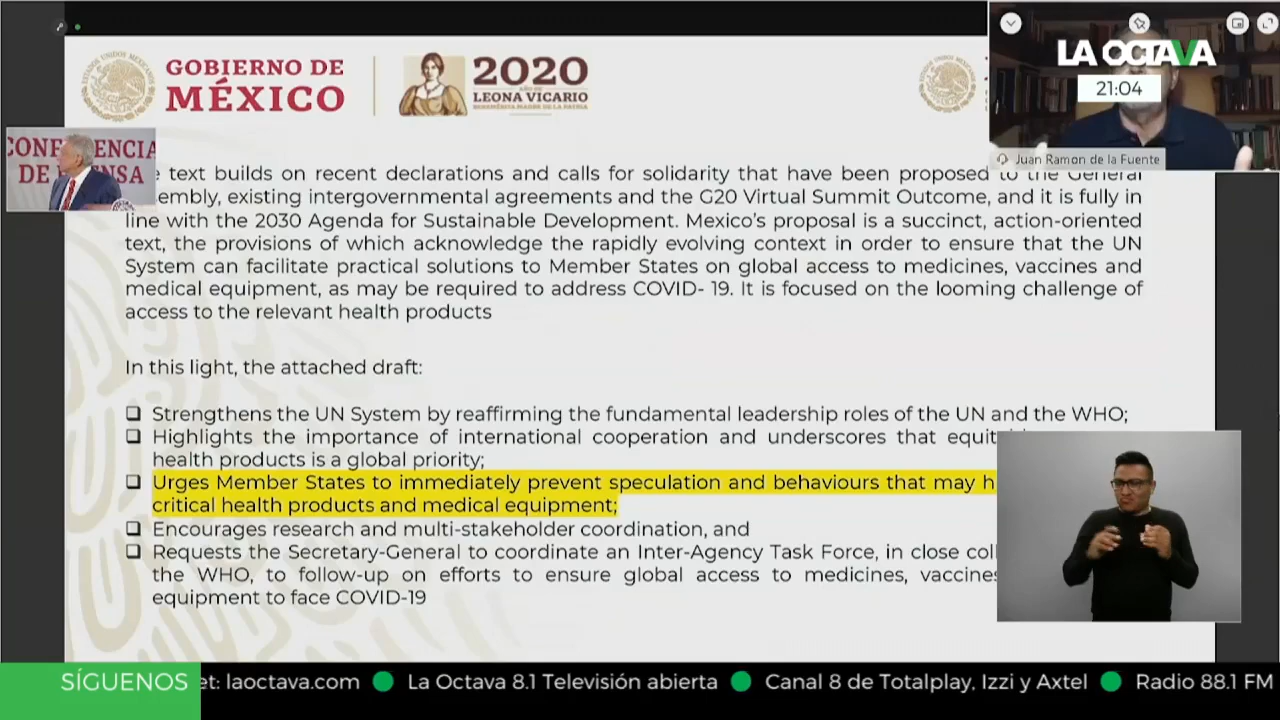 GOBIERNO DE
MÉXICO
2020
LEONA VICARIO
LA OCTAVA
21:04
Juan Ramon de la Fuente
CONFERENCIA
DE PRENSA
text builds on recent declarations and calls for solidarity that have been proposed to the General
embly, existing intergovernmental agreements and the G20 Virtual Summit Outcome, and it is fully in
line with the 2030 Agenda for Sustainable Development. Mexico's proposal is a succinct, action-oriented
text, the provisions of which acknowledge the rapidly evolving context in order to ensure that the UN
System can facilitate practical solutions to Member States on global access to medicines, vaccines and
medical equipment, as may be required to address COVID- 19. It is focused on the looming challenge of
access to the relevant health products
In this light, the attached draft:
❑ Strengthens the UN System by reaffirming the fundamental leadership roles of the UN and the WHO;
❑ Highlights the importance of international cooperation and underscores that
health products is a global priority;
❑ Urges Member States to immediately prevent speculation and behaviours that may
critical health products and medical equipment;
❑ Encourages research and multi-stakeholder coordination, and
❑ Requests the Secretary-General to coordinate an Inter-Agency Task Force, in close
the WHO, to follow-up on efforts to ensure global access to medicines, vaccines
equipment to face COVID-19
SÍGUENOS et: laoctava.com ● La Octava 8.1 Televisión abierta ● Canal 8 de Totalplay, Izzi y Axtel ● Radio 88.1 FM